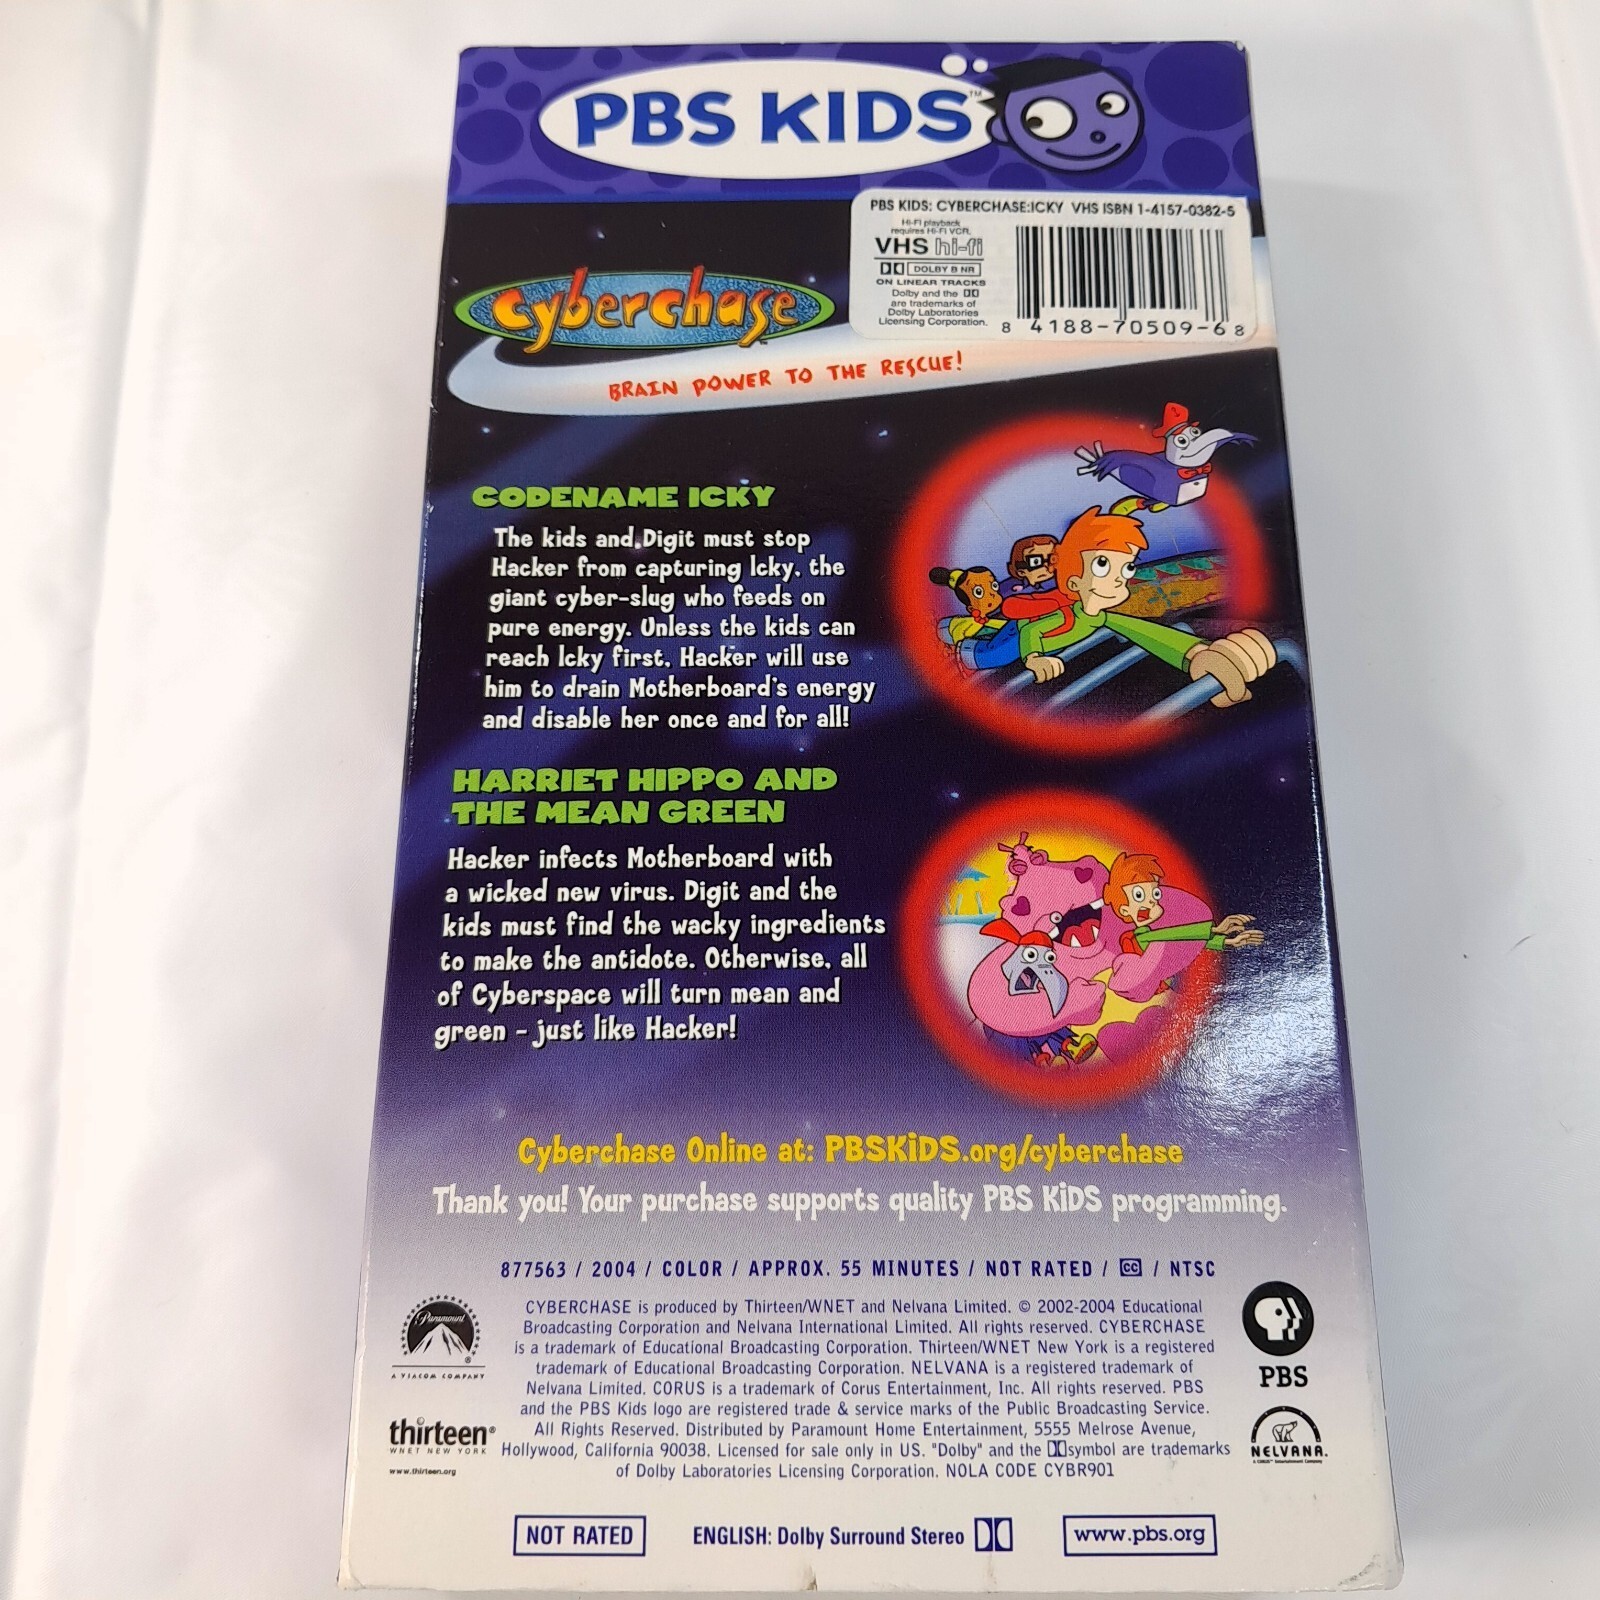 PBS KIDS™
PBS KIDS: CYBERCHASE:ICKY VHS ISBN 1-4157-0382-5
Hi-Fi playback
requires Hi-Fi VCR.
VHS hi-fi
DOLBY B NR
ON LINEAR TRACKS
Dolby and the
are trademarks of
Dolby Laboratories
Licensing Corporation.
8 4188-70509-6 8
Cyberchase™
BRAIN POWER TO THE RESCUE!
CODENAME ICKY
The kids and Digit must stop
Hacker from capturing Icky, the
giant cyber-slug who feeds on
pure energy. Unless the kids can
reach Icky first, Hacker will use
him to drain Motherboard's energy
and disable her once and for all!
HARRIET HIPPO AND
THE MEAN GREEN
Hacker infects Motherboard with
a wicked new virus. Digit and the
kids must find the wacky ingredients
to make the antidote. Otherwise, all
of Cyberspace will turn mean and
green - just like Hacker!
Cyberchase Online at: PBSKiDS.org/cyberchase
Thank you! Your purchase supports quality PBS KiDS programming.
877563 / 2004 / COLOR / APPROX. 55 MINUTES / NOT RATED / CC / NTSC
CYBERCHASE is produced by Thirteen/WNET and Nelvana Limited. © 2002-2004 Educational
Broadcasting Corporation and Nelvana International Limited. All rights reserved. CYBERCHASE
is a trademark of Educational Broadcasting Corporation. Thirteen/WNET New York is a registered
trademark of Educational Broadcasting Corporation. NELVANA is a registered trademark of
Nelvana Limited. CORUS is a trademark of Corus Entertainment, Inc. All rights reserved. PBS
and the PBS Kids logo are registered trade & service marks of the Public Broadcasting Service.
All Rights Reserved. Distributed by Paramount Home Entertainment, 5555 Melrose Avenue,
Hollywood, California 90038. Licensed for sale only in US. "Dolby" and the symbol are trademarks
of Dolby Laboratories Licensing Corporation. NOLA CODE CYBR901
Paramount®
A VIACOM COMPANY
thirteen®
WNET NEW YORK
www.thirteen.org
PBS
NELVANA.
A CORUS™ Entertainment Company
NOT RATED
ENGLISH: Dolby Surround Stereo
www.pbs.org